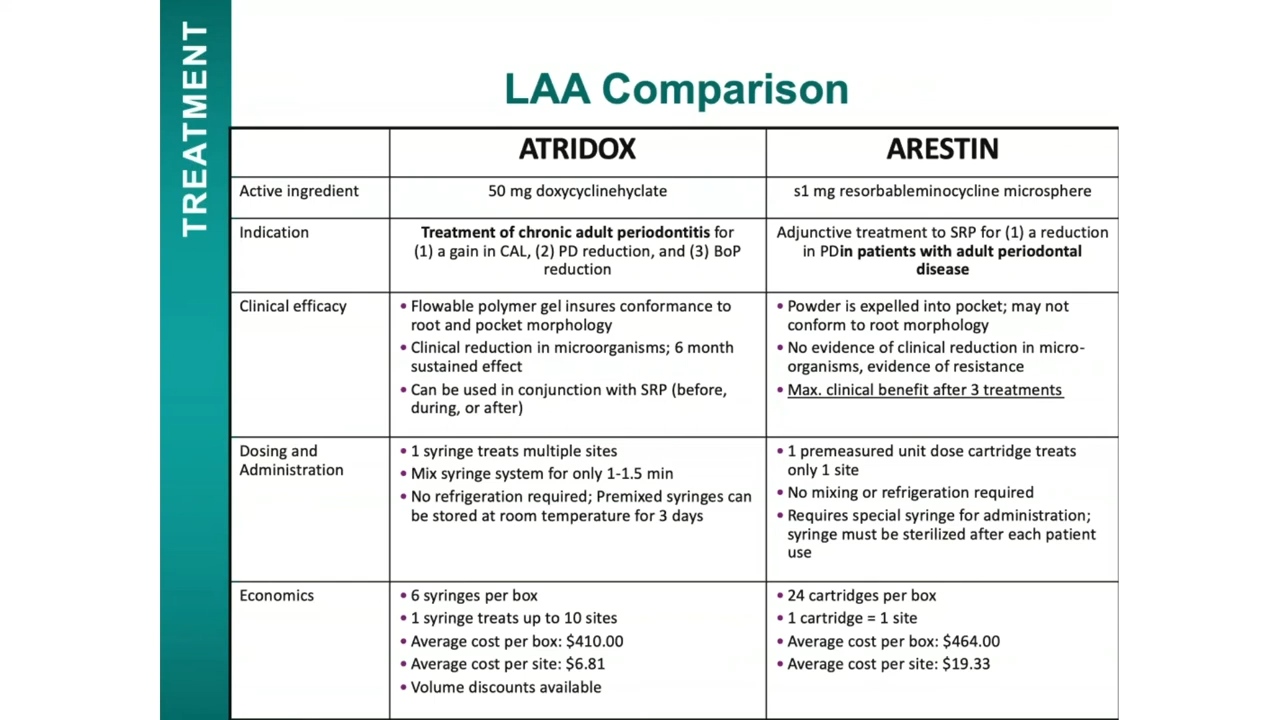 TREATMENT
LAA Comparison
ATRIDOX
ARESTIN
Active ingredient
50 mg doxycyclinehyclate
s1 mg resorbableminocycline microsphere
Indication
Treatment of chronic adult periodontitis for
(1) a gain in CAL, (2) PD reduction, and (3) BoP
reduction
Adjunctive treatment to SRP for (1) a reduction
in PDin patients with adult periodontal
disease
Clinical efficacy
• Flowable polymer gel insures conformance to
root and pocket morphology
• Clinical reduction in microorganisms; 6 month
sustained effect
• Can be used in conjunction with SRP (before,
during, or after)
• Powder is expelled into pocket; may not
conform to root morphology
• No evidence of clinical reduction in micro-
organisms, evidence of resistance
• Max. clinical benefit after 3 treatments
Dosing and
Administration
• 1 syringe treats multiple sites
• Mix syringe system for only 1-1.5 min
• No refrigeration required; Premixed syringes can
be stored at room temperature for 3 days
• 1 premeasured unit dose cartridge treats
only 1 site
• No mixing or refrigeration required
• Requires special syringe for administration;
syringe must be sterilized after each patient
use
Economics
• 6 syringes per box
• 1 syringe treats up to 10 sites
• Average cost per box: $410.00
• Average cost per site: $6.81
• Volume discounts available
• 24 cartridges per box
• 1 cartridge = 1 site
• Average cost per box: $464.00
• Average cost per site: $19.33